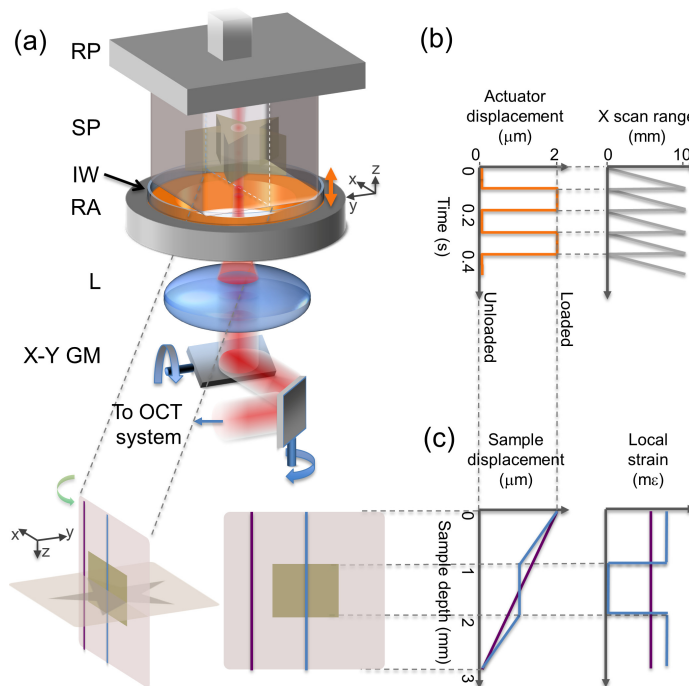 (a)
RP
SP
IW
RA
L
X-Y GM
To OCT
system
x
z
y
x
y
z
(b)
Actuator
displacement
(μm)
X scan range
(mm)
0
2
0
10
0
0.2
0.4
Time (s)
Unloaded
Loaded
(c)
Sample
displacement
(μm)
Local
strain
(mε)
0
1
2
3
Sample depth (mm)